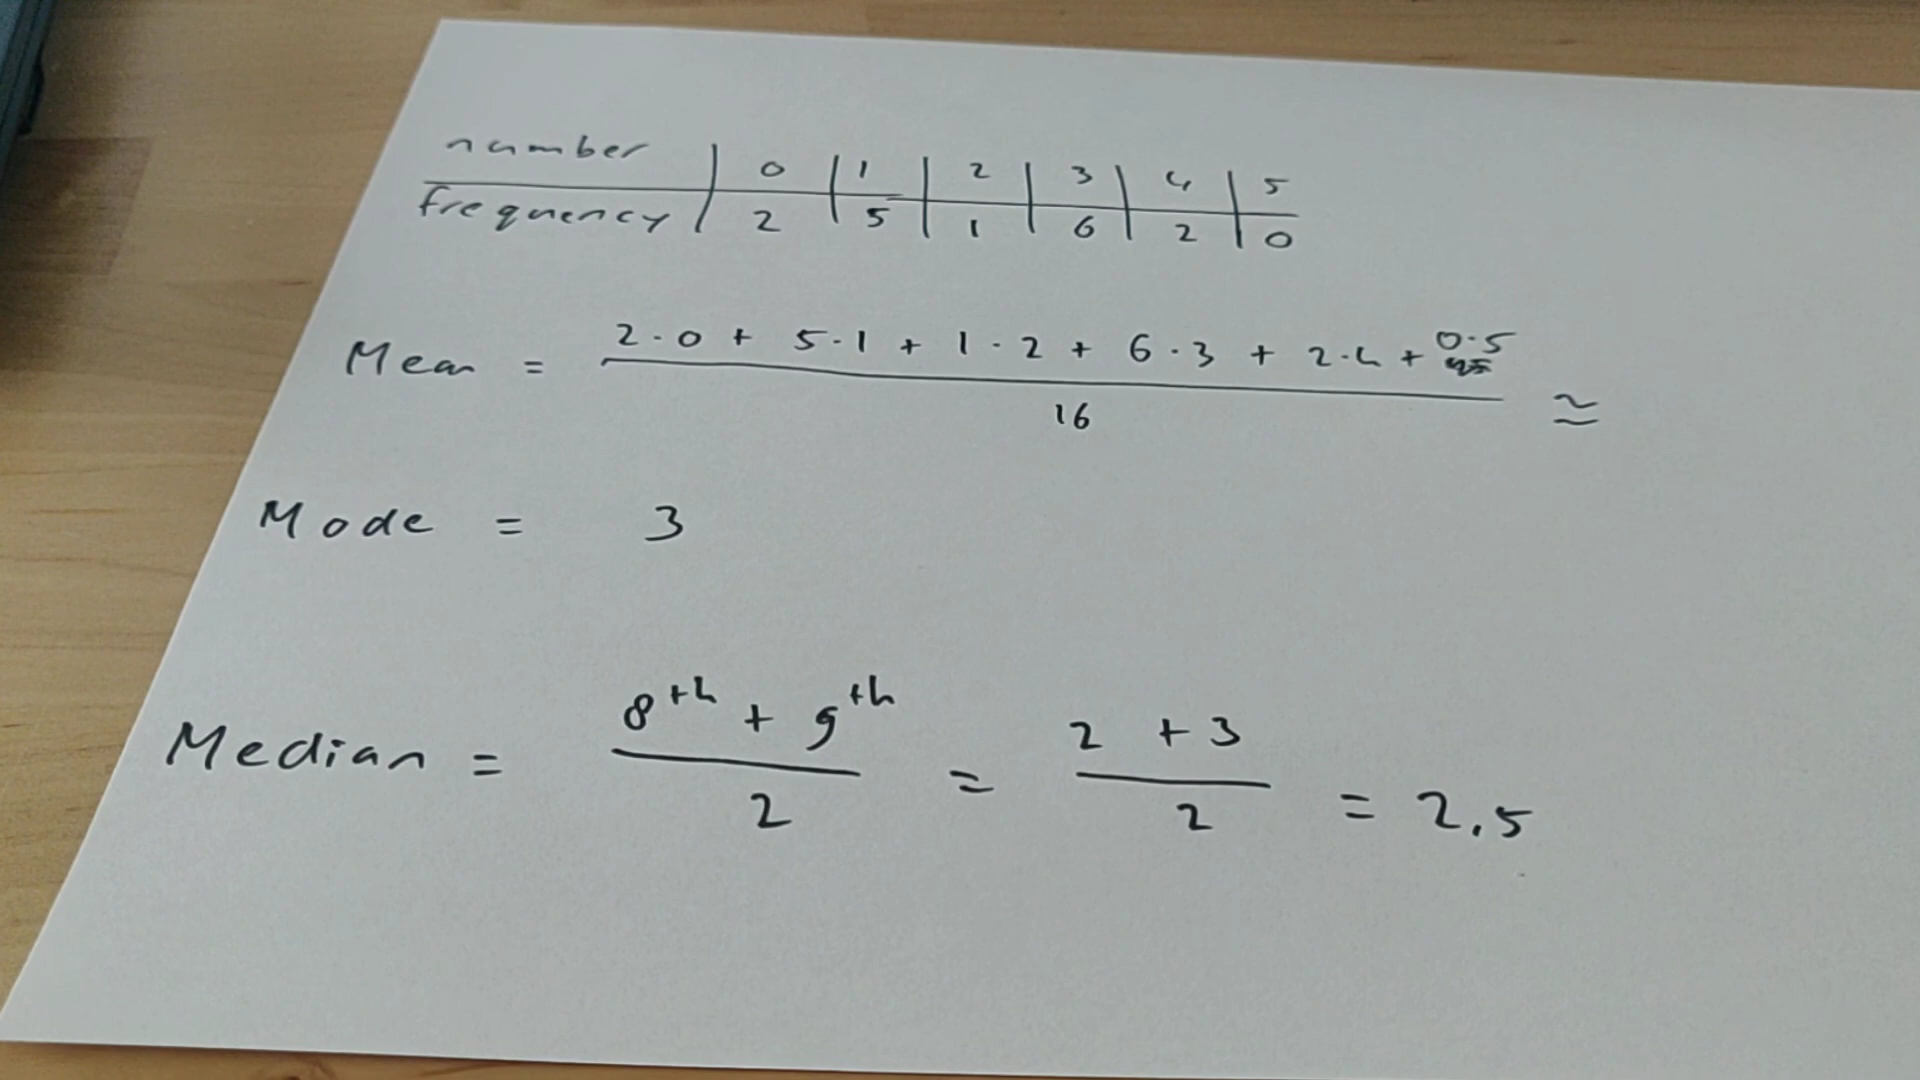 number | 0 | 1 | 2 | 3 | 4 | 5
frequency | 2 | 5 | 1 | 6 | 2 | 0
Mean = (2·0 + 5·1 + 1·2 + 6·3 + 2·4 + 0·5) / 16 ≃
Mode = 3
Median = (8th + 9th) / 2 = (2 + 3) / 2 = 2.5